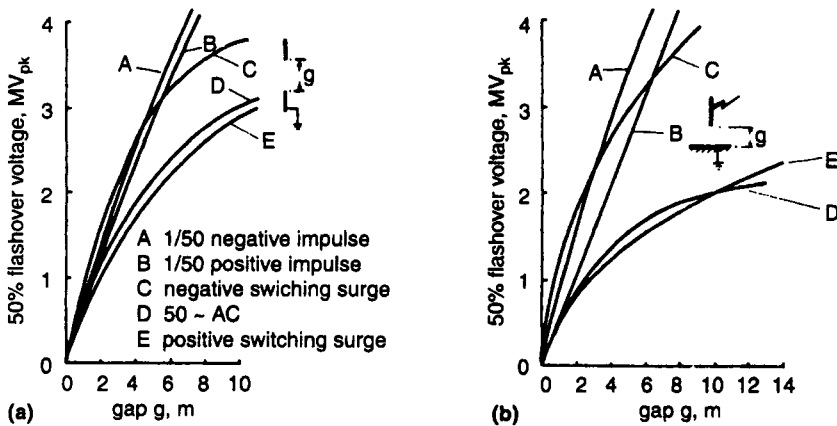 50% flashover voltage, MVpk
4
3
2
1
0
A
B
C
D
E
g
A 1/50 negative impulse
B 1/50 positive impulse
C negative swiching surge
D 50 ~ AC
E positive switching surge
0 2 4 6 8 10
(a) gap g, m
50% flashover voltage, MVpk
4
3
2
1
0
A
B
C
g
E
D
0 2 4 6 8 10 12 14
(b) gap g, m